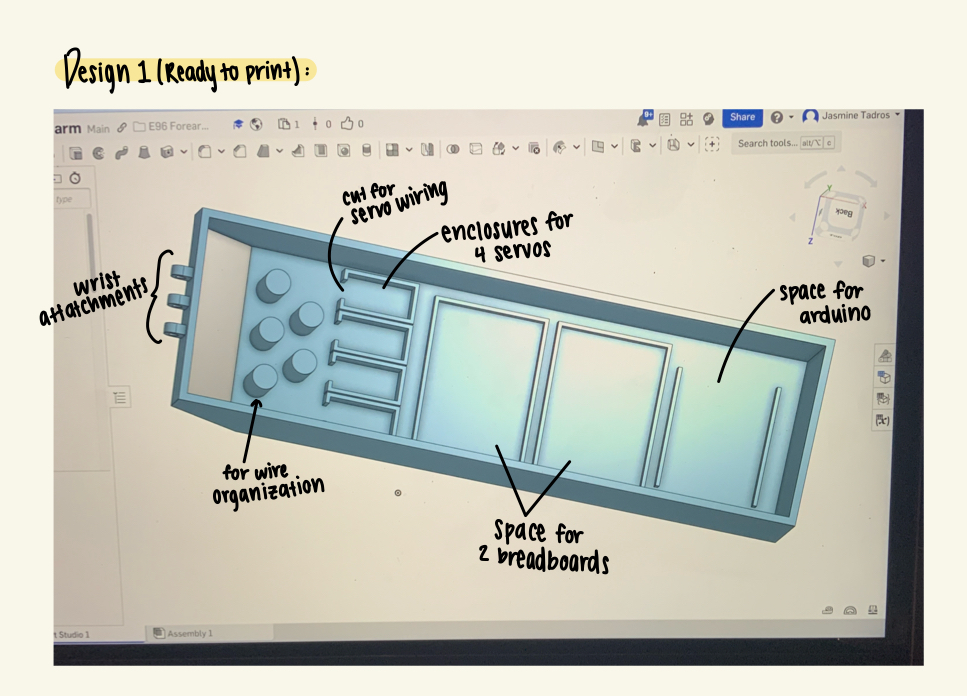 Design 1 (Ready to print):
arm Main E96 Forear... 1 0 0
9+ Share Jasmine Tadros
Search tools... alt/⌥ c
type
Y
Back
Z
cut for
servo wiring
enclosures for
4 servos
wrist
attatchments
space for
arduino
for wire
organization
Space for
2 breadboards
t Studio 1 Assembly 1